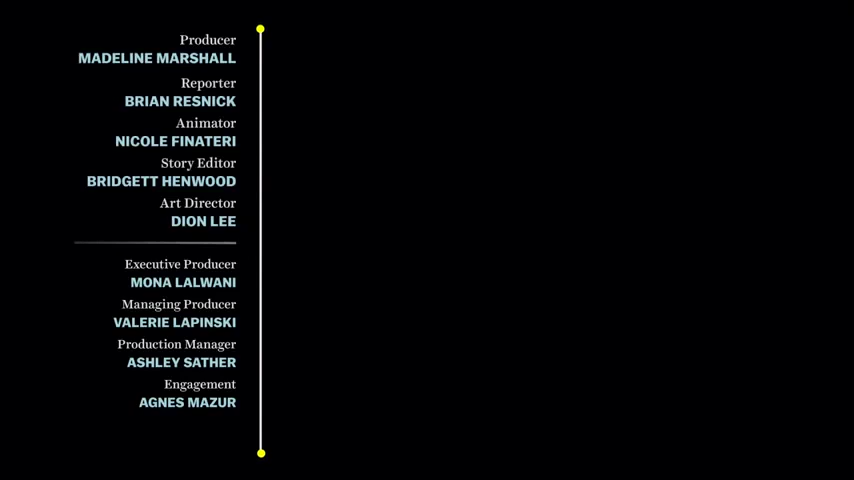 Producer
MADELINE MARSHALL
Reporter
BRIAN RESNICK
Animator
NICOLE FINATERI
Story Editor
BRIDGETT HENWOOD
Art Director
DION LEE
Executive Producer
MONA LALWANI
Managing Producer
VALERIE LAPINSKI
Production Manager
ASHLEY SATHER
Engagement
AGNES MAZUR